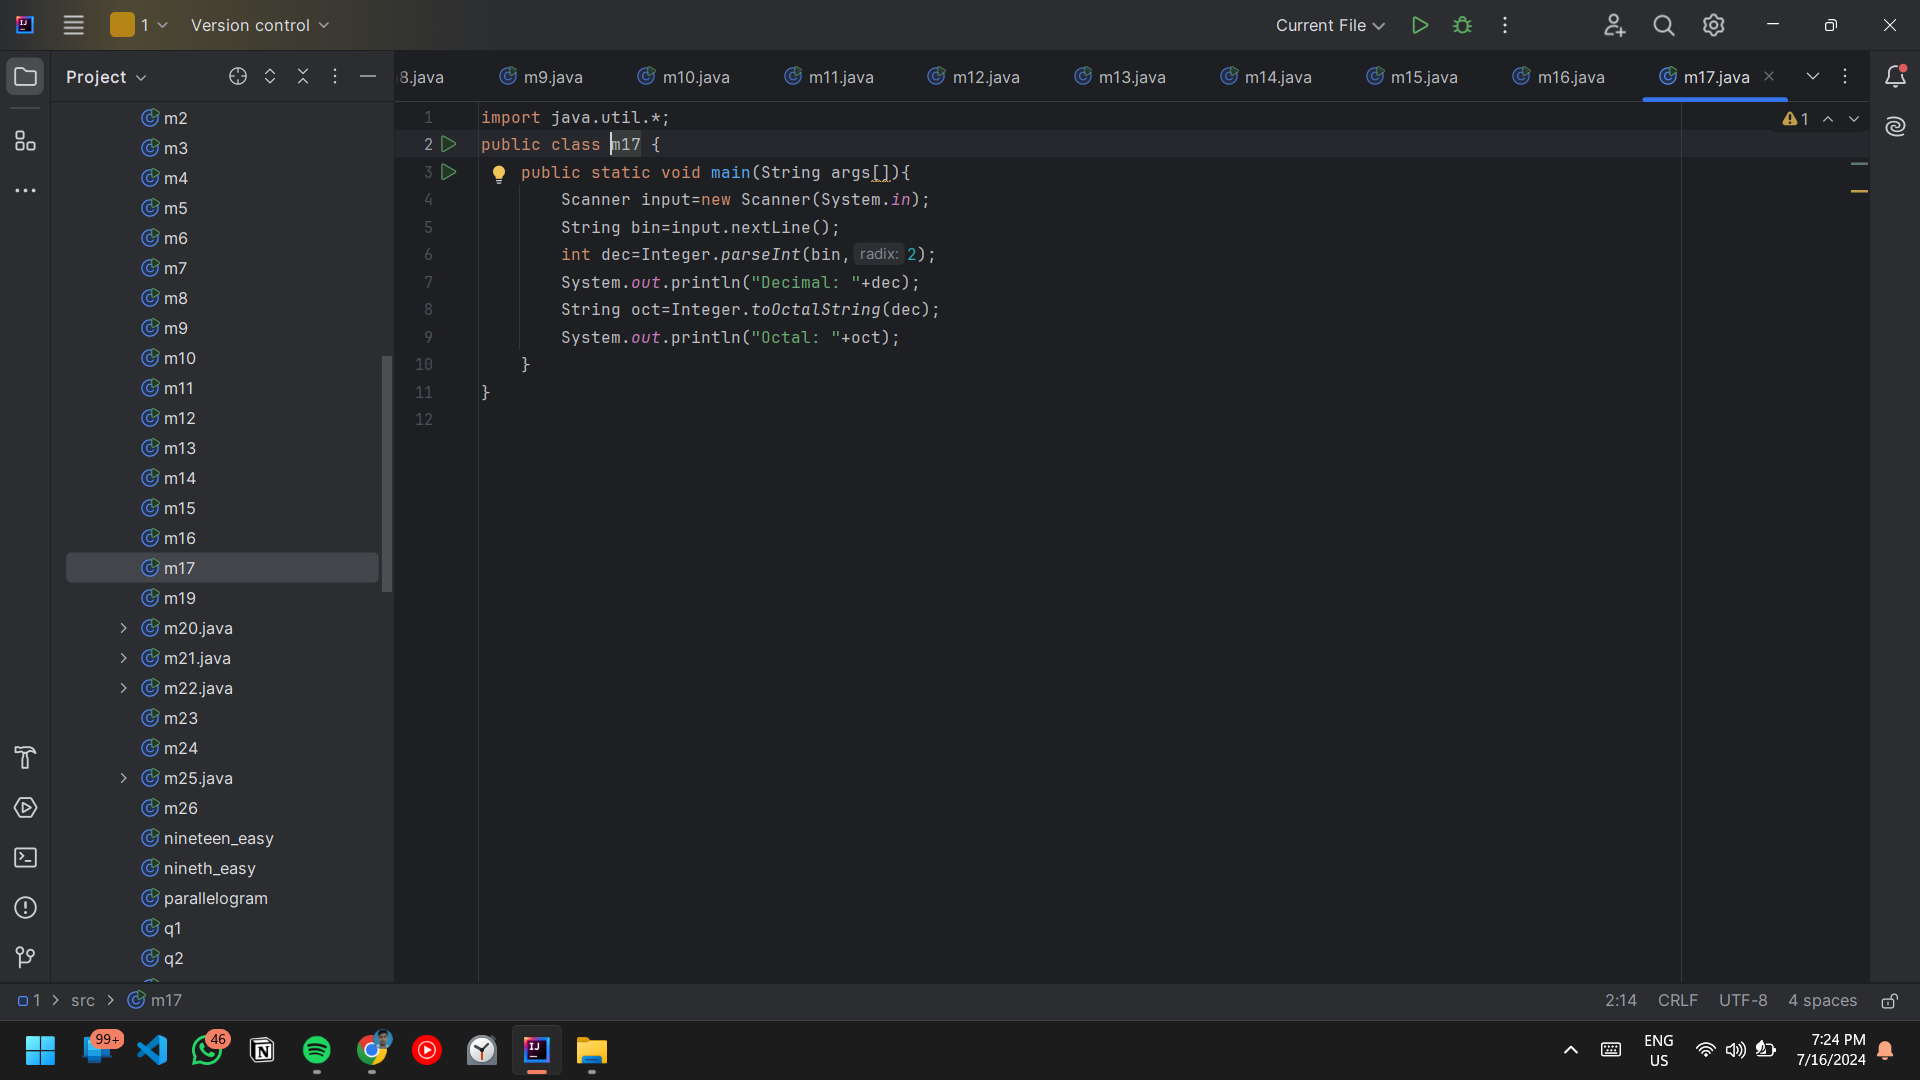 1 Version control Current File
Project
8.java m9.java m10.java m11.java m12.java m13.java m14.java m15.java m16.java m17.java
m2
m3
m4
m5
m6
m7
m8
m9
m10
m11
m12
m13
m14
m15
m16
m17
m19
m20.java
m21.java
m22.java
m23
m24
m25.java
m26
nineteen_easy
nineth_easy
parallelogram
q1
q2
1 import java.util.*;
2 public class m17 {
3 public static void main(String args[]){
4 Scanner input=new Scanner(System.in);
5 String bin=input.nextLine();
6 int dec=Integer.parseInt(bin, radix: 2);
7 System.out.println("Decimal: "+dec);
8 String oct=Integer.toOctalString(dec);
9 System.out.println("Octal: "+oct);
10 }
11 }
12
1
1 > src > m17 2:14 CRLF UTF-8 4 spaces
99+ 46 ENG US 7:24 PM
7/16/2024